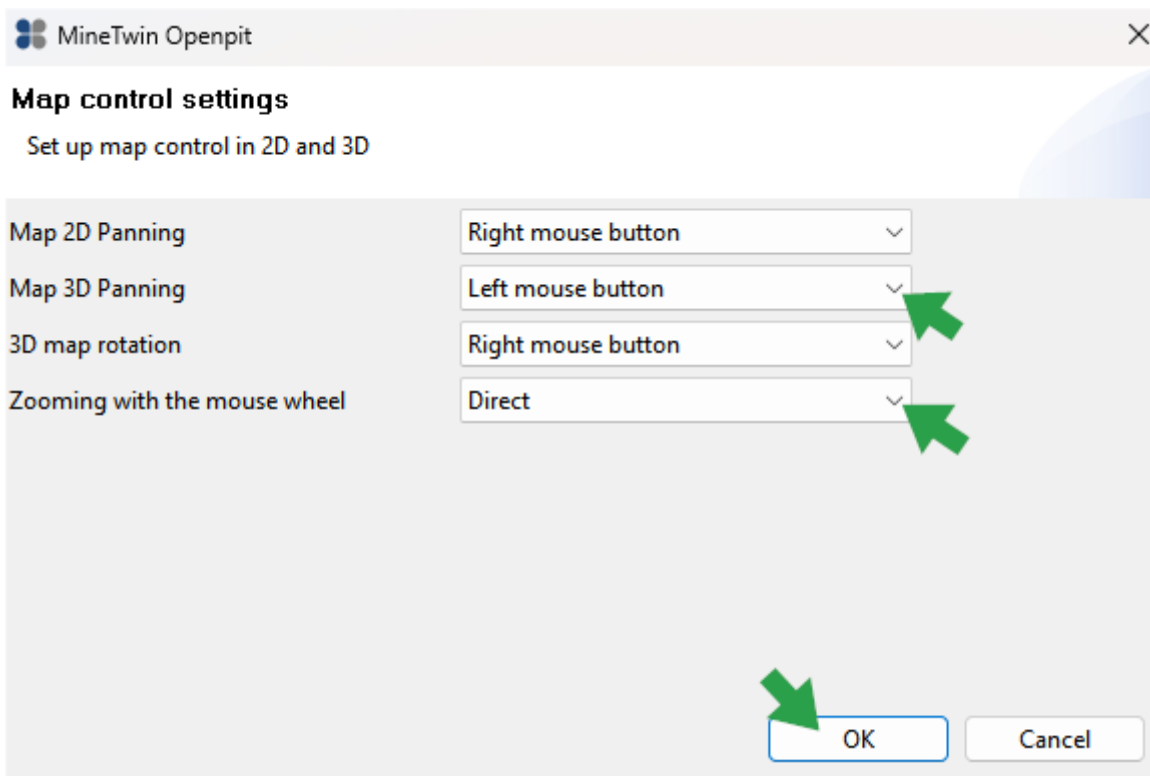 MineTwin Openpit
Map control settings
Set up map control in 2D and 3D
Map 2D Panning Right mouse button
Map 3D Panning Left mouse button
3D map rotation Right mouse button
Zooming with the mouse wheel Direct
OK Cancel